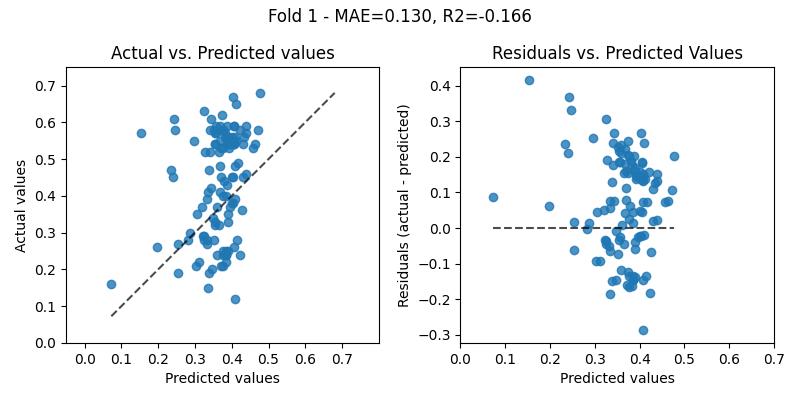 Fold 1 - MAE=0.130, R2=-0.166
Actual vs. Predicted values
Residuals vs. Predicted Values
Actual values
0.7
0.6
0.5
0.4
0.3
0.2
0.1
0.0
0.0 0.1 0.2 0.3 0.4 0.5 0.6 0.7
Predicted values
Residuals (actual - predicted)
0.4
0.3
0.2
0.1
0.0
−0.1
−0.2
−0.3
0.0 0.1 0.2 0.3 0.4 0.5 0.6 0.7
Predicted values